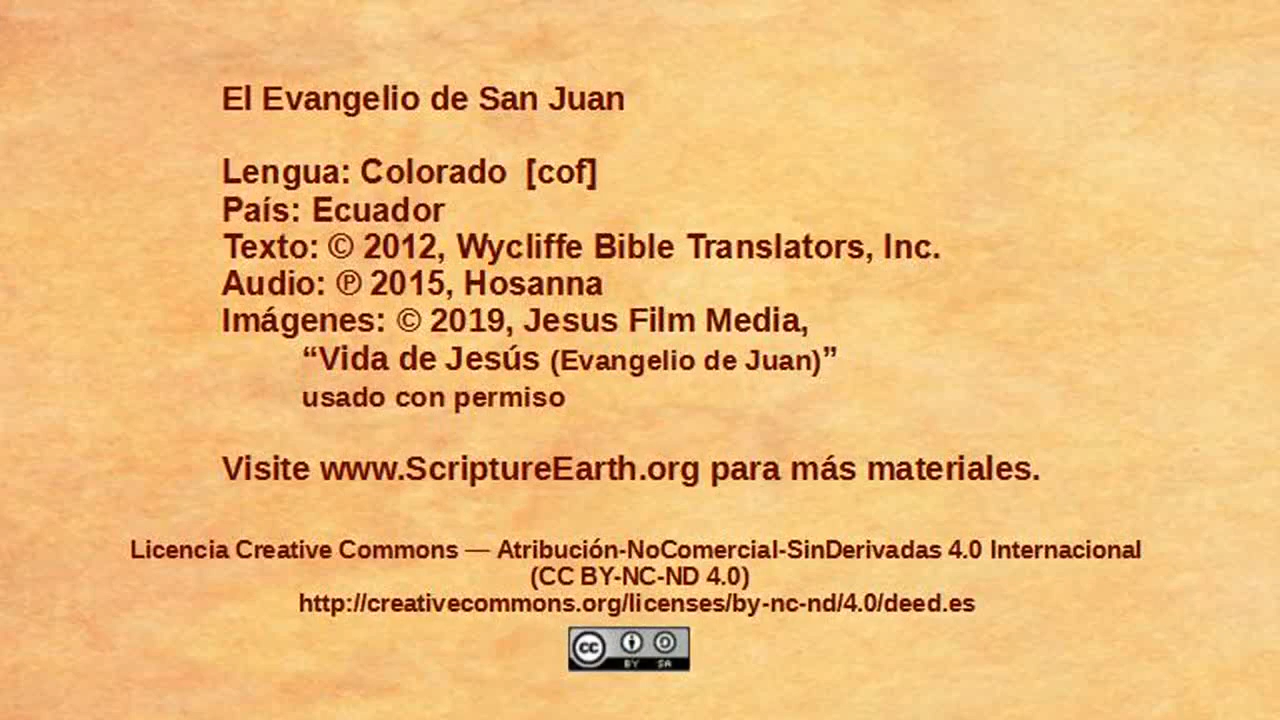 El Evangelio de San Juan
Lengua: Colorado [cof]
País: Ecuador
Texto: © 2012, Wycliffe Bible Translators, Inc.
Audio: ℗ 2015, Hosanna
Imágenes: © 2019, Jesus Film Media,
“Vida de Jesús (Evangelio de Juan)”
usado con permiso
Visite www.ScriptureEarth.org para más materiales.
Licencia Creative Commons — Atribución-NoComercial-SinDerivadas 4.0 Internacional
(CC BY-NC-ND 4.0)
http://creativecommons.org/licenses/by-nc-nd/4.0/deed.es
cc BY SA